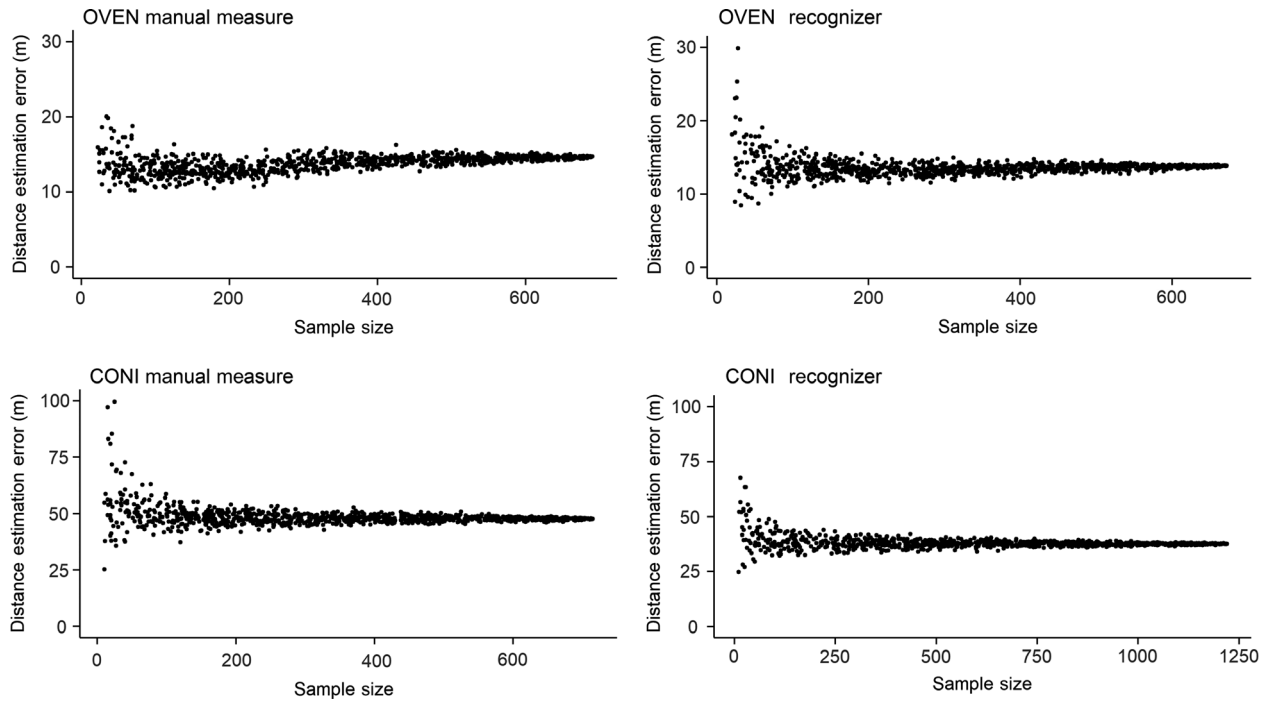 OVEN manual measure
Distance estimation error (m)
30
20
10
0
0 200 400 600
Sample size
OVEN recognizer
Distance estimation error (m)
30
20
10
0
0 200 400 600
Sample size
CONI manual measure
Distance estimation error (m)
100
75
50
25
0
0 200 400 600
Sample size
CONI recognizer
Distance estimation error (m)
100
75
50
25
0
0 250 500 750 1000 1250
Sample size